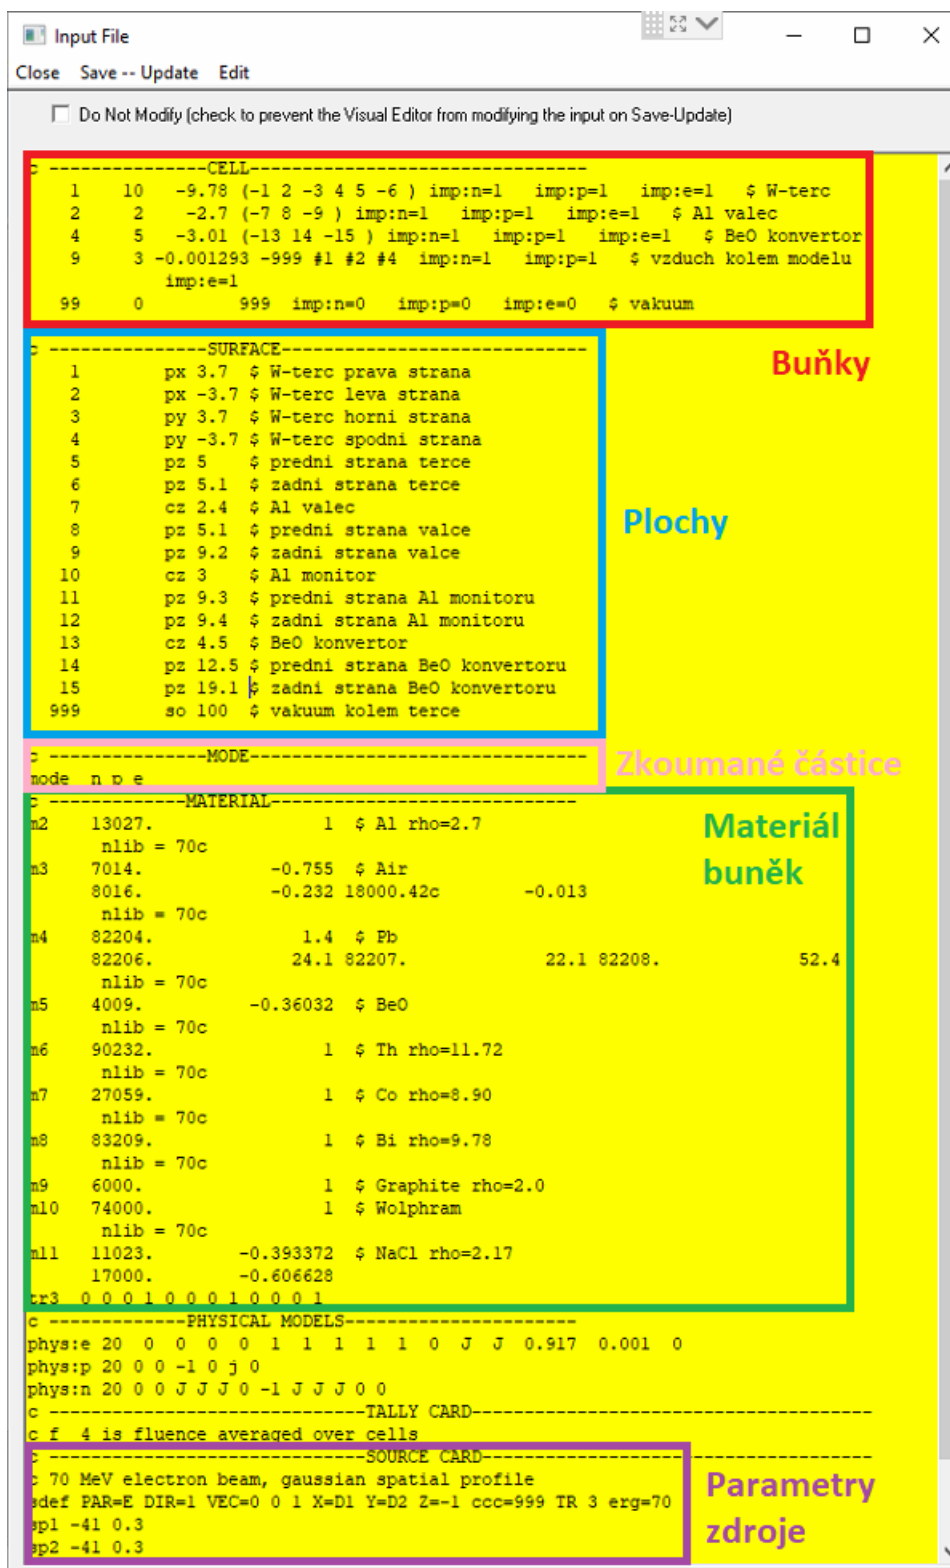 Input File
Close Save -- Update Edit
Do Not Modify (check to prevent the Visual Editor from modifying the input on Save-Update)
c ---------------CELL--------------------------------
1 10 -9.78 (-1 2 -3 4 5 -6 ) imp:n=1 imp:p=1 imp:e=1 $ W-terc
2 2 -2.7 (-7 8 -9 ) imp:n=1 imp:p=1 imp:e=1 $ Al valec
4 5 -3.01 (-13 14 -15 ) imp:n=1 imp:p=1 imp:e=1 $ BeO konvertor
9 3 -0.001293 -999 #1 #2 #4 imp:n=1 imp:p=1 $ vzduch kolem modelu
imp:e=1
99 0 999 imp:n=0 imp:p=0 imp:e=0 $ vakuum
Buňky
c ---------------SURFACE-----------------------------
1 px 3.7 $ W-terc prava strana
2 px -3.7 $ W-terc leva strana
3 py 3.7 $ W-terc horni strana
4 py -3.7 $ W-terc spodni strana
5 pz 5 $ predni strana terce
6 pz 5.1 $ zadni strana terce
7 cz 2.4 $ Al valec
8 pz 5.1 $ predni strana valce
9 pz 9.2 $ zadni strana valce
10 cz 3 $ Al monitor
11 pz 9.3 $ predni strana Al monitoru
12 pz 9.4 $ zadni strana Al monitoru
13 cz 4.5 $ BeO konvertor
14 pz 12.5 $ predni strana BeO konvertoru
15 pz 19.1 $ zadni strana BeO konvertoru
999 so 100 $ vakuum kolem terce
Plochy
c ---------------MODE--------------------------------
mode n p e
Zkoumané částice
c -------------MATERIAL-----------------------------
m2 13027. 1 $ Al rho=2.7
nlib = 70c
m3 7014. -0.755 $ Air
8016. -0.232 18000.42c -0.013
nlib = 70c
m4 82204. 1.4 $ Pb
82206. 24.1 82207. 22.1 82208. 52.4
nlib = 70c
m5 4009. -0.36032 $ BeO
nlib = 70c
m6 90232. 1 $ Th rho=11.72
nlib = 70c
m7 27059. 1 $ Co rho=8.90
nlib = 70c
m8 83209. 1 $ Bi rho=9.78
nlib = 70c
m9 6000. 1 $ Graphite rho=2.0
m10 74000. 1 $ Wolphram
nlib = 70c
m11 11023. -0.393372 $ NaCl rho=2.17
17000. -0.606628
tr3 0 0 0 1 0 0 0 1 0 0 0 1
Materiál
buněk
c -------------PHYSICAL MODELS----------------------
phys:e 20 0 0 0 0 1 1 1 1 1 0 J J 0.917 0.001 0
phys:p 20 0 0 -1 0 j 0
phys:n 20 0 0 J J J 0 -1 J J J 0 0
c ------------------------------TALLY CARD--------------------------------------
c f 4 is fluence averaged over cells
c ------------------------------SOURCE CARD-------------------------------------
c 70 MeV electron beam, gaussian spatial profile
sdef PAR=E DIR=1 VEC=0 0 1 X=D1 Y=D2 Z=-1 ccc=999 TR 3 erg=70
sp1 -41 0.3
sp2 -41 0.3
Parametry
zdroje